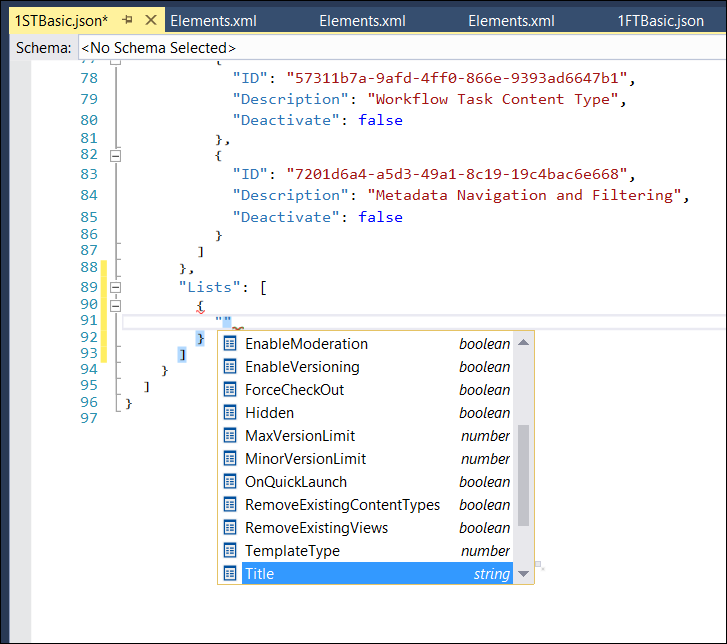 1STBasic.json* Elements.xml Elements.xml Elements.xml 1FTBasic.json
Schema: <No Schema Selected>
77 {
78 "ID": "57311b7a-9afd-4ff0-866e-9393ad6647b1",
79 "Description": "Workflow Task Content Type",
80 "Deactivate": false
81 },
82 {
83 "ID": "7201d6a4-a5d3-49a1-8c19-19c4bac6e668",
84 "Description": "Metadata Navigation and Filtering",
85 "Deactivate": false
86 }
87 ]
88 },
89 "Lists": [
90 {
91 ""
92 }
93 ]
94 }
95 ]
96 }
97
EnableModeration boolean
EnableVersioning boolean
ForceCheckOut boolean
Hidden boolean
MaxVersionLimit number
MinorVersionLimit number
OnQuickLaunch boolean
RemoveExistingContentTypes boolean
RemoveExistingViews boolean
TemplateType number
Title string